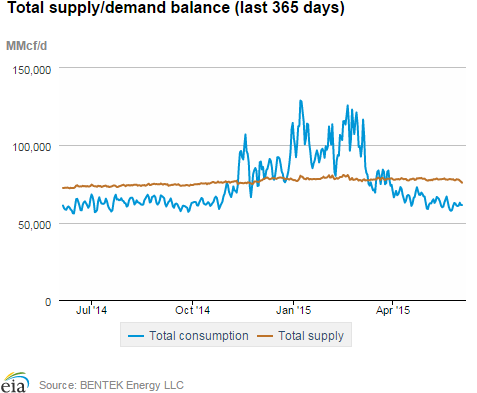 Total supply/demand balance (last 365 days)
MMcf/d
150,000
100,000
50,000
0
Jul '14 Oct '14 Jan '15 Apr '15
Total consumption Total supply
eia Source: BENTEK Energy LLC